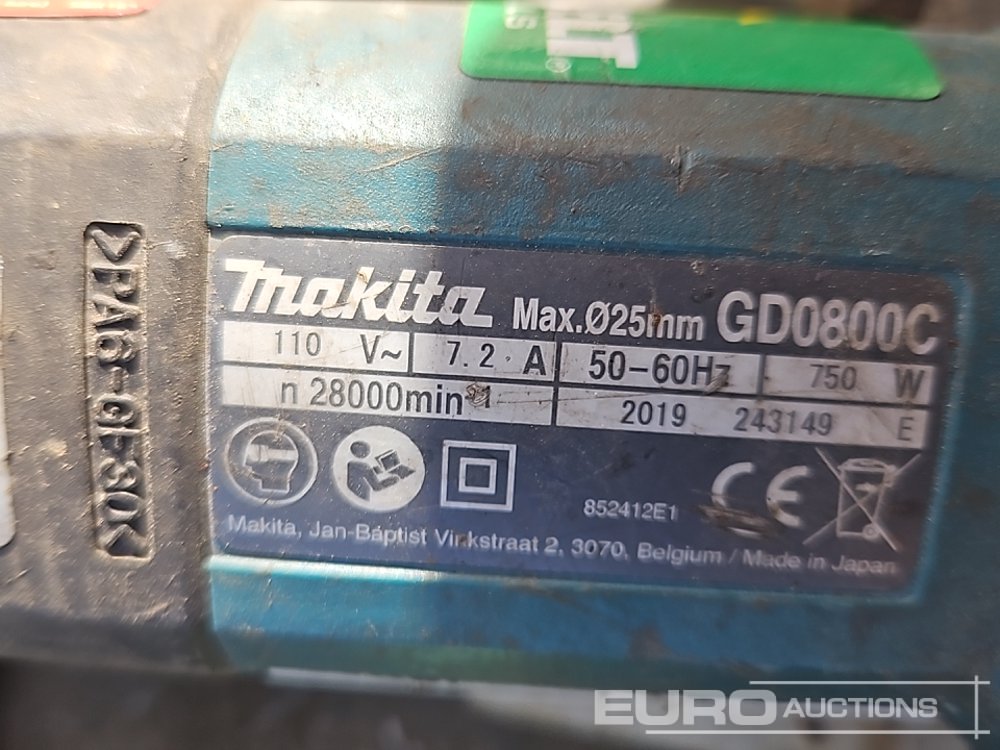 makita Max.Ø25mm GD0800C
110 V~ 7.2 A 50-60Hz 750 W
n 28000min
2019 243149 E
852412E1 CE
Makita, Jan-Baptist Vinkstraat 2, 3070, Belgium / Made in Japan
>PA6-GF30<
EURO AUCTIONS